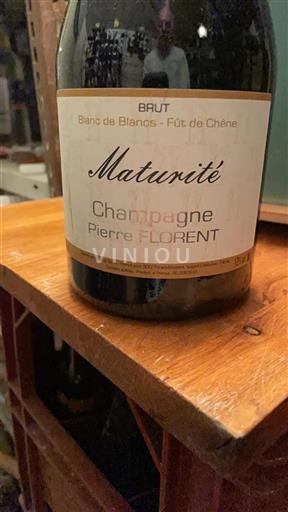 BRUT
Blanc de Blancs - Fût de Chêne
Maturité
Champagne
Pierre FLORENT
VINIOU